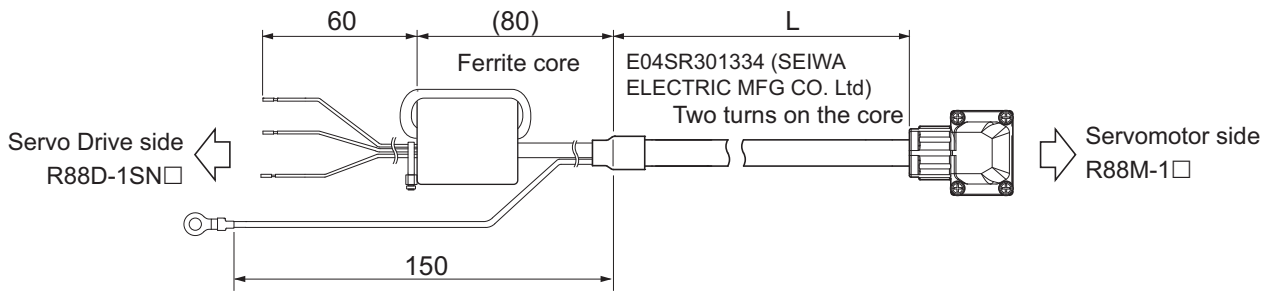 60
(80)
L
Ferrite core
E04SR301334 (SEIWA
ELECTRIC MFG CO. Ltd)
Two turns on the core
Servo Drive side
R88D-1SN□
Servomotor side
R88M-1□
150